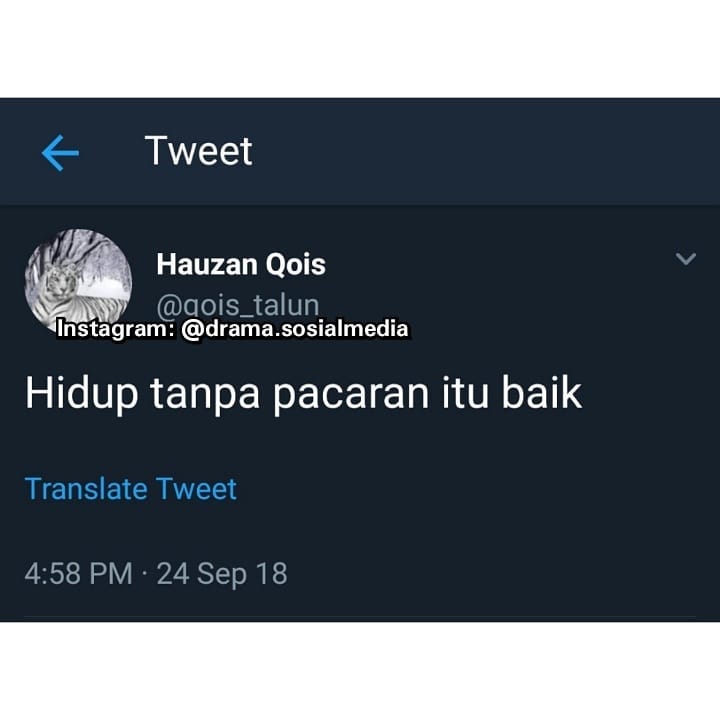 Tweet
Hauzan Qois
@qois_talun
Instagram: @drama.sosialmedia
Hidup tanpa pacaran itu baik
Translate Tweet
4:58 PM · 24 Sep 18